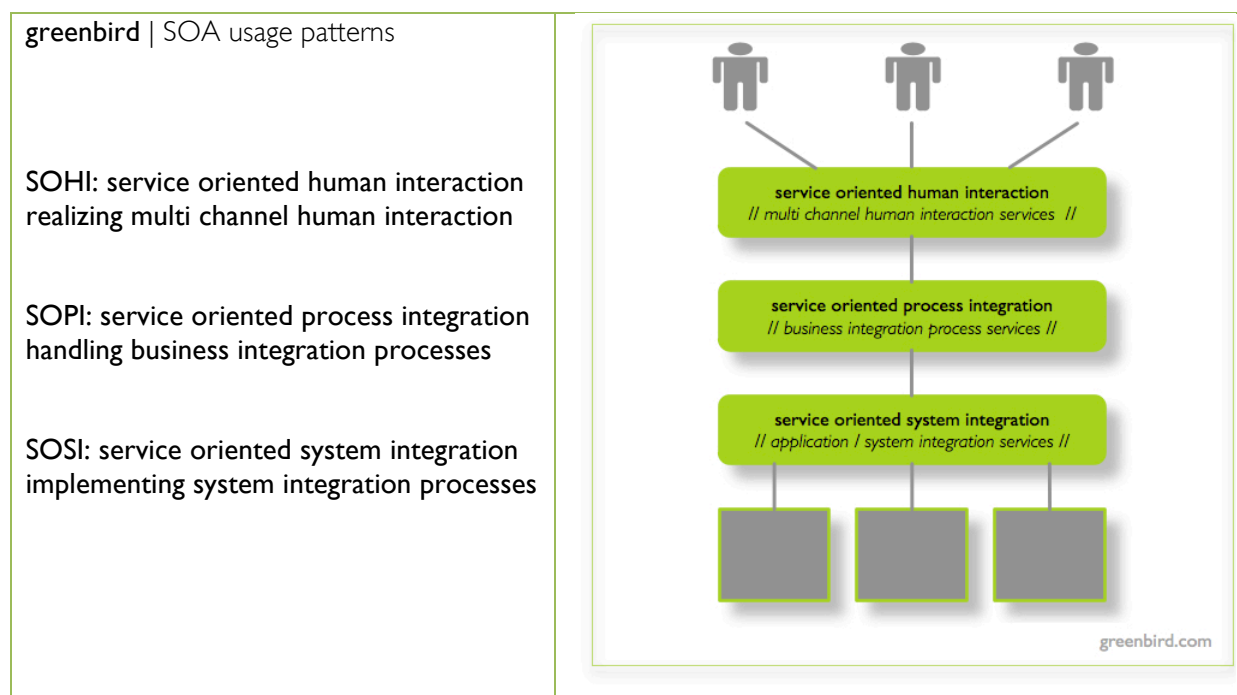 greenbird | SOA usage patterns
SOHI: service oriented human interaction
realizing multi channel human interaction
SOPI: service oriented process integration
handling business integration processes
SOSI: service oriented system integration
implementing system integration processes
service oriented human interaction
// multi channel human interaction services //
service oriented process integration
// business integration process services //
service oriented system integration
// application / system integration services //
greenbird.com